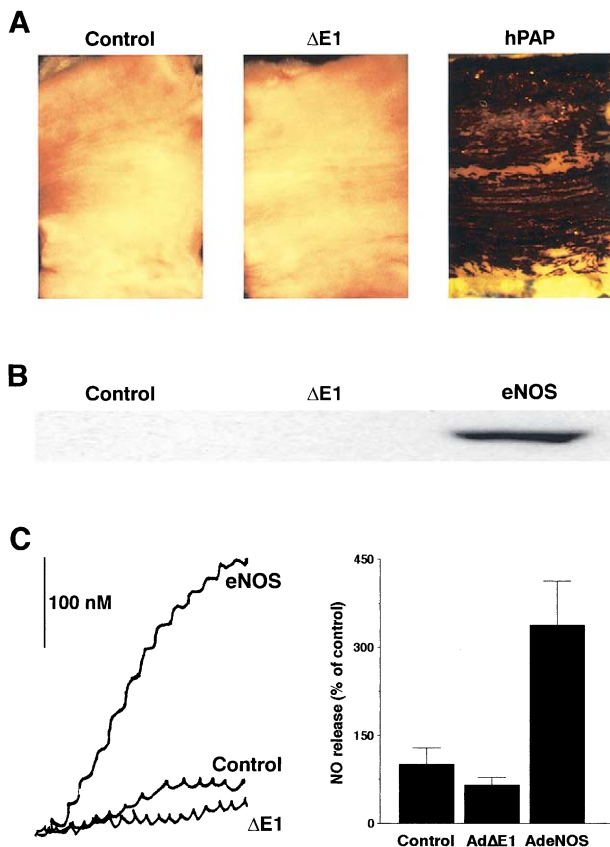 A
Control ΔE1 hPAP
B
Control ΔE1 eNOS
C
eNOS
100 nM
Control
ΔE1
NO release (% of control)
450
300
150
0
Control AdΔE1 AdeNOS